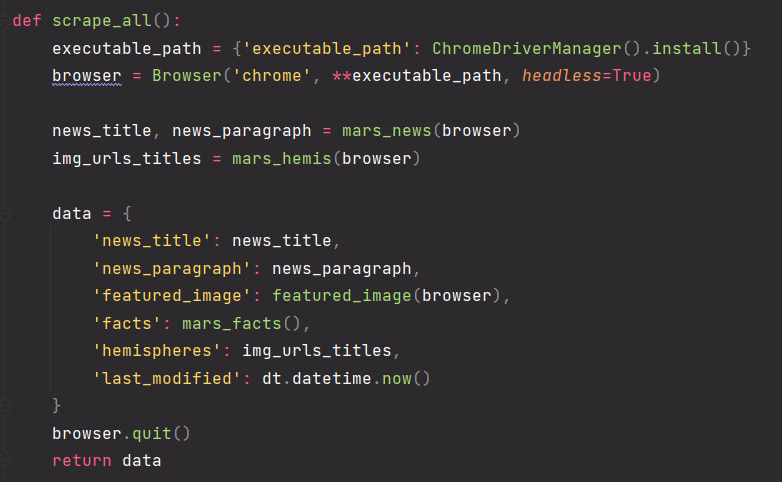 def scrape_all():
    executable_path = {'executable_path': ChromeDriverManager().install()}
    browser = Browser('chrome', **executable_path, headless=True)

    news_title, news_paragraph = mars_news(browser)
    img_urls_titles = mars_hemis(browser)

    data = {
        'news_title': news_title,
        'news_paragraph': news_paragraph,
        'featured_image': featured_image(browser),
        'facts': mars_facts(),
        'hemispheres': img_urls_titles,
        'last_modified': dt.datetime.now()
    }
    browser.quit()
    return data